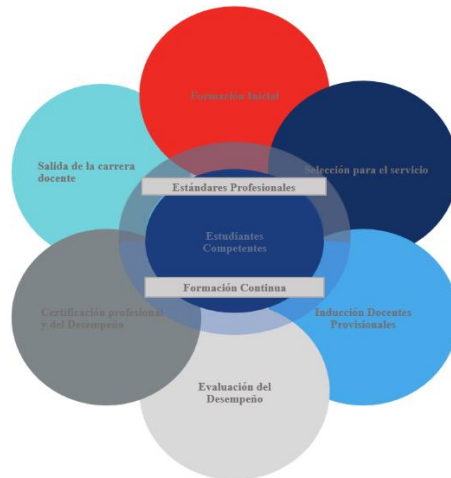 Formación Inicial
Salida de la carrera
docente
Selección para el servicio
Estándares Profesionales
Estudiantes
Competentes
Formación Continua
Certificación profesional
y del Desempeño
Inducción Docentes
Provisionales
Evaluación del
Desempeño